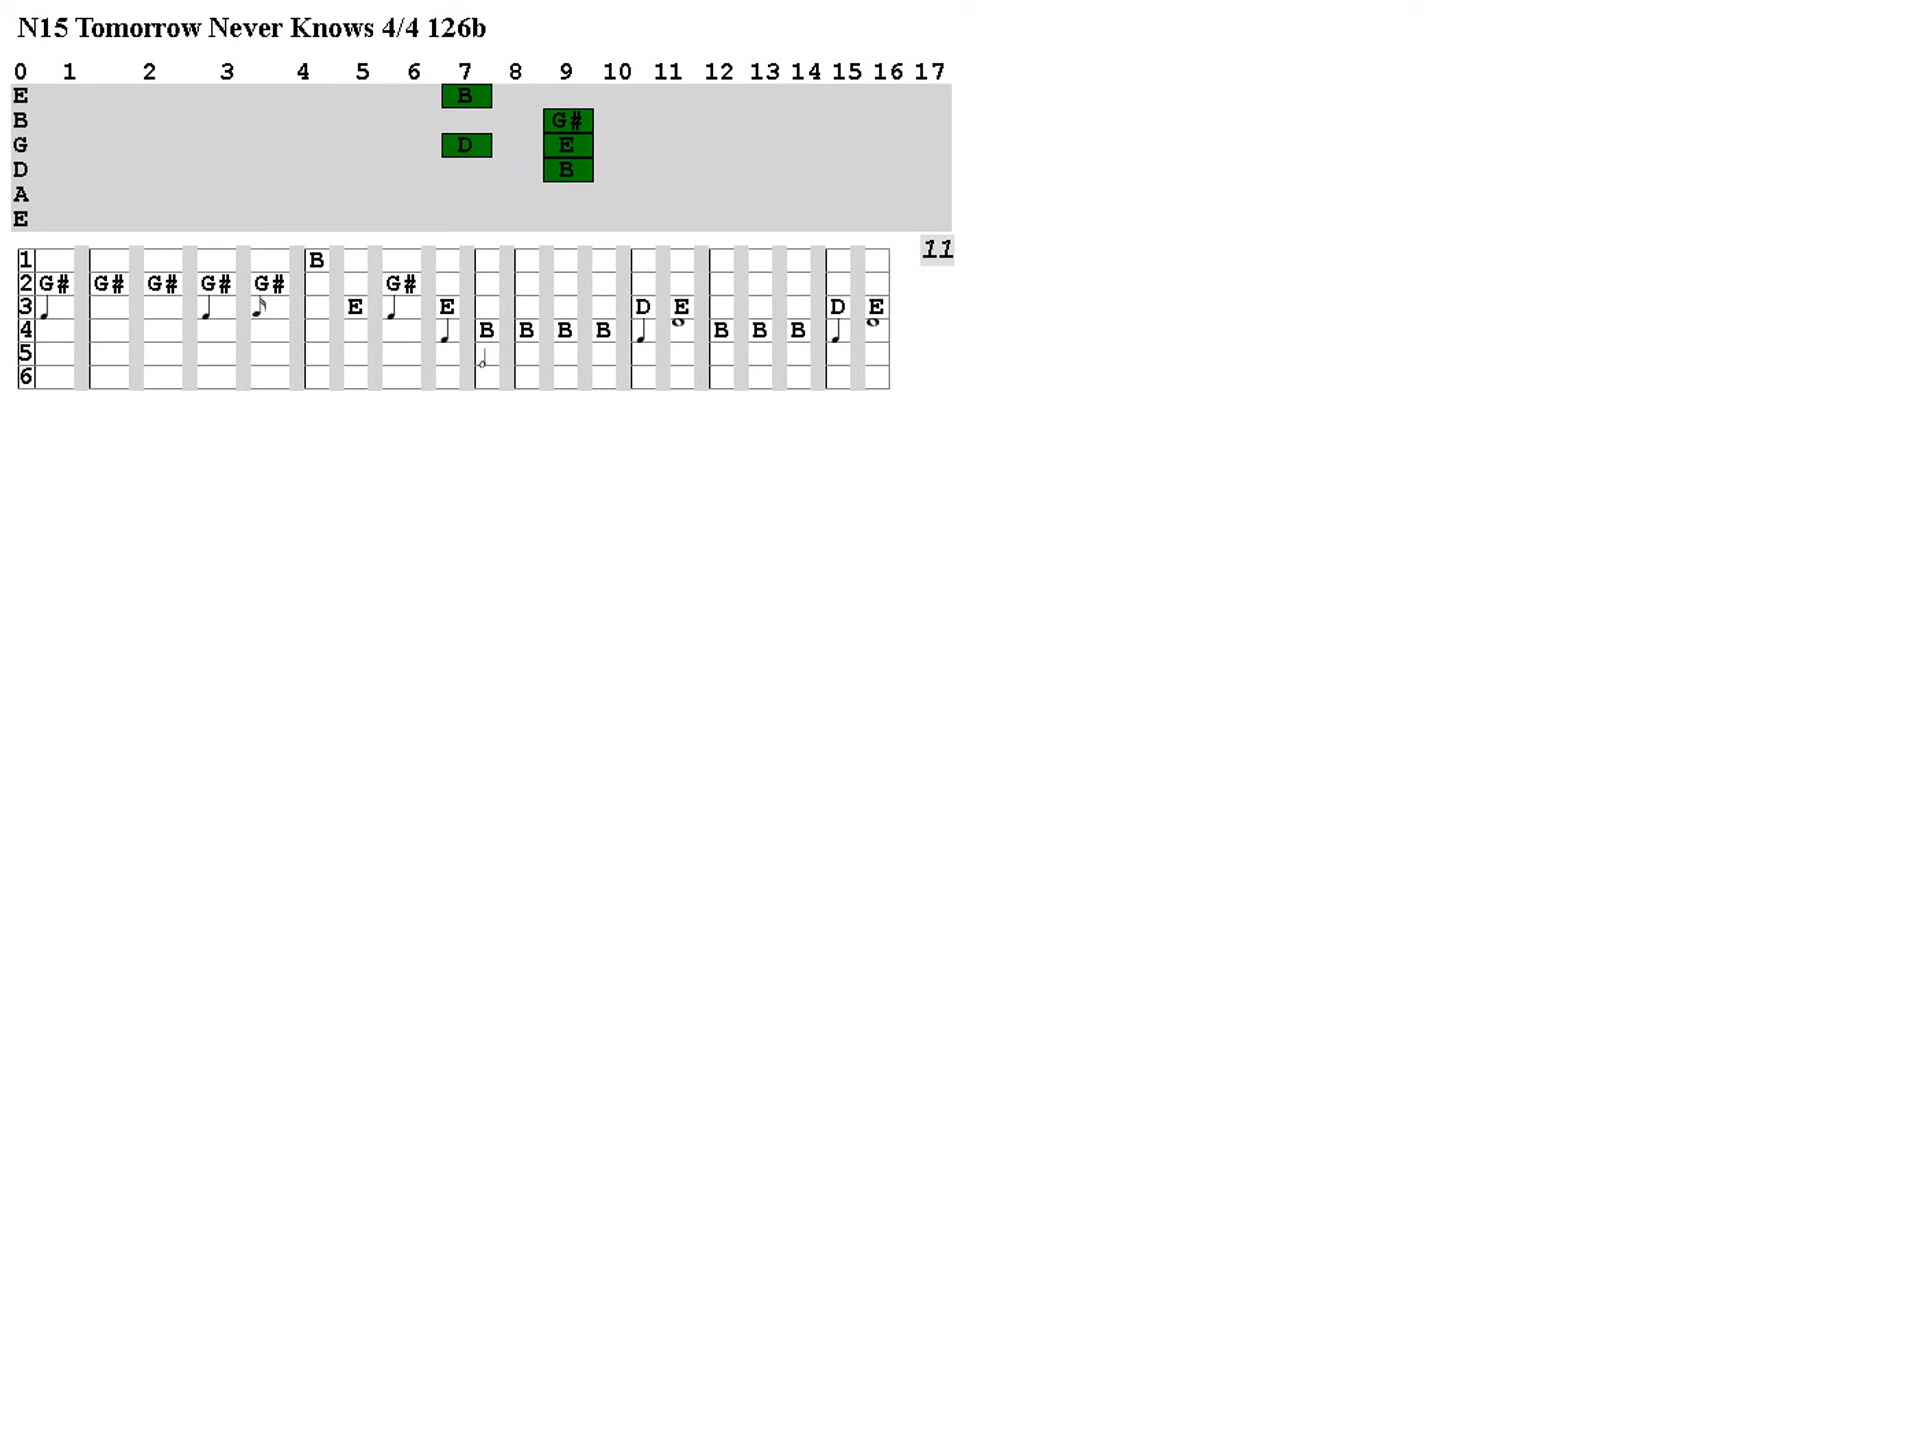 N15 Tomorrow Never Knows 4/4 126b
0 1 2 3 4 5 6 7 8 9 10 11 12 13 14 15 16 17
E B
B G#
G D E
D B
A
E
11
1 B
2 G# G# G# G# G# G#
3 E E D E D E
4 B B B B B B B
5
6